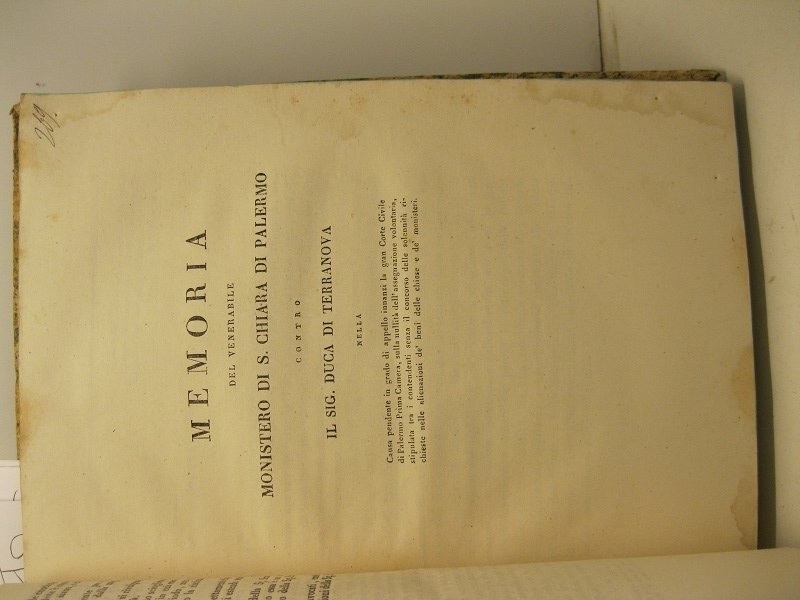 269.
MEMORIA
DEL VENERABILE
MONISTERO DI S. CHIARA DI PALERMO
CONTRO
IL SIG. DUCA DI TERRANOVA
NELLA
Causa pendente in grado di appello innanti la gran Corte Civile
di Palermo Prima Camera, sulla nullità dell'assegnazione volontaria,
stipulata tra i contendenti senza il concorso delle solennità ri-
chieste nelle alienazioni de' beni delle chiese e de' monisteri.